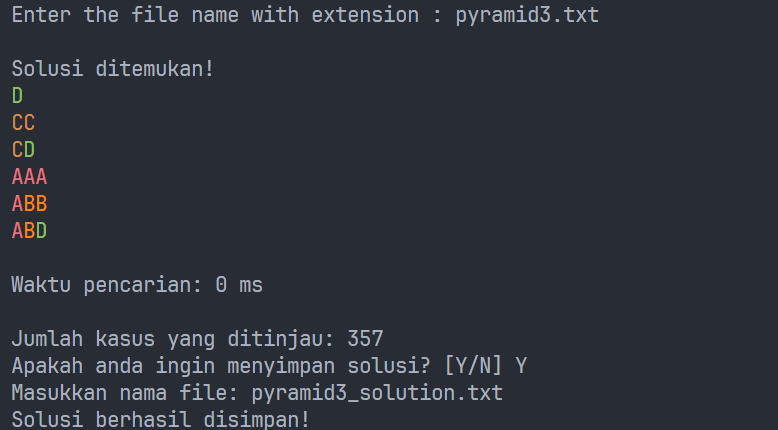 Enter the file name with extension : pyramid3.txt
Solusi ditemukan!
D
CC
CD
AAA
ABB
ABD
Waktu pencarian: 0 ms
Jumlah kasus yang ditinjau: 357
Apakah anda ingin menyimpan solusi? [Y/N] Y
Masukkan nama file: pyramid3_solution.txt
Solusi berhasil disimpan!